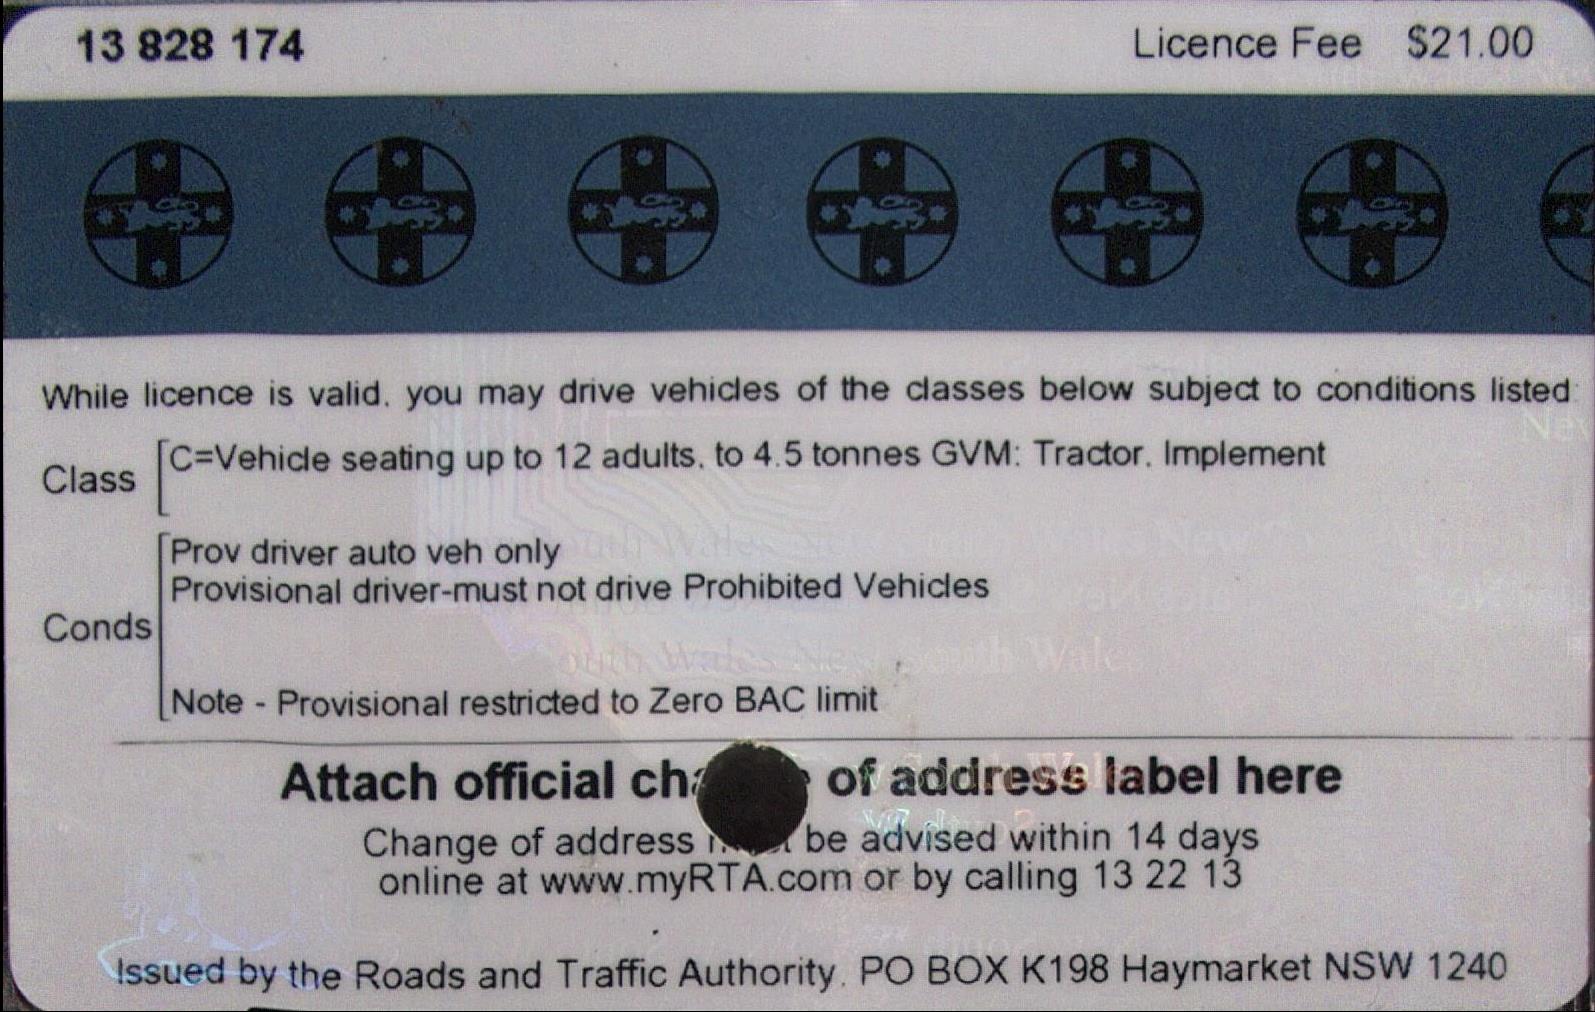 13 828 174 Licence Fee $21.00
While licence is valid. you may drive vehicles of the classes below subject to conditions listed
Class
C=Vehicle seating up to 12 adults. to 4.5 tonnes GVM: Tractor. Implement
Conds
Prov driver auto veh only
Provisional driver-must not drive Prohibited Vehicles
Note - Provisional restricted to Zero BAC limit
Attach official of address label here
Change of address be advised within 14 days
online at www.myRTA.com or by calling 13 22 13
Issued by the Roads and Traffic Authority. PO BOX K198 Haymarket NSW 1240